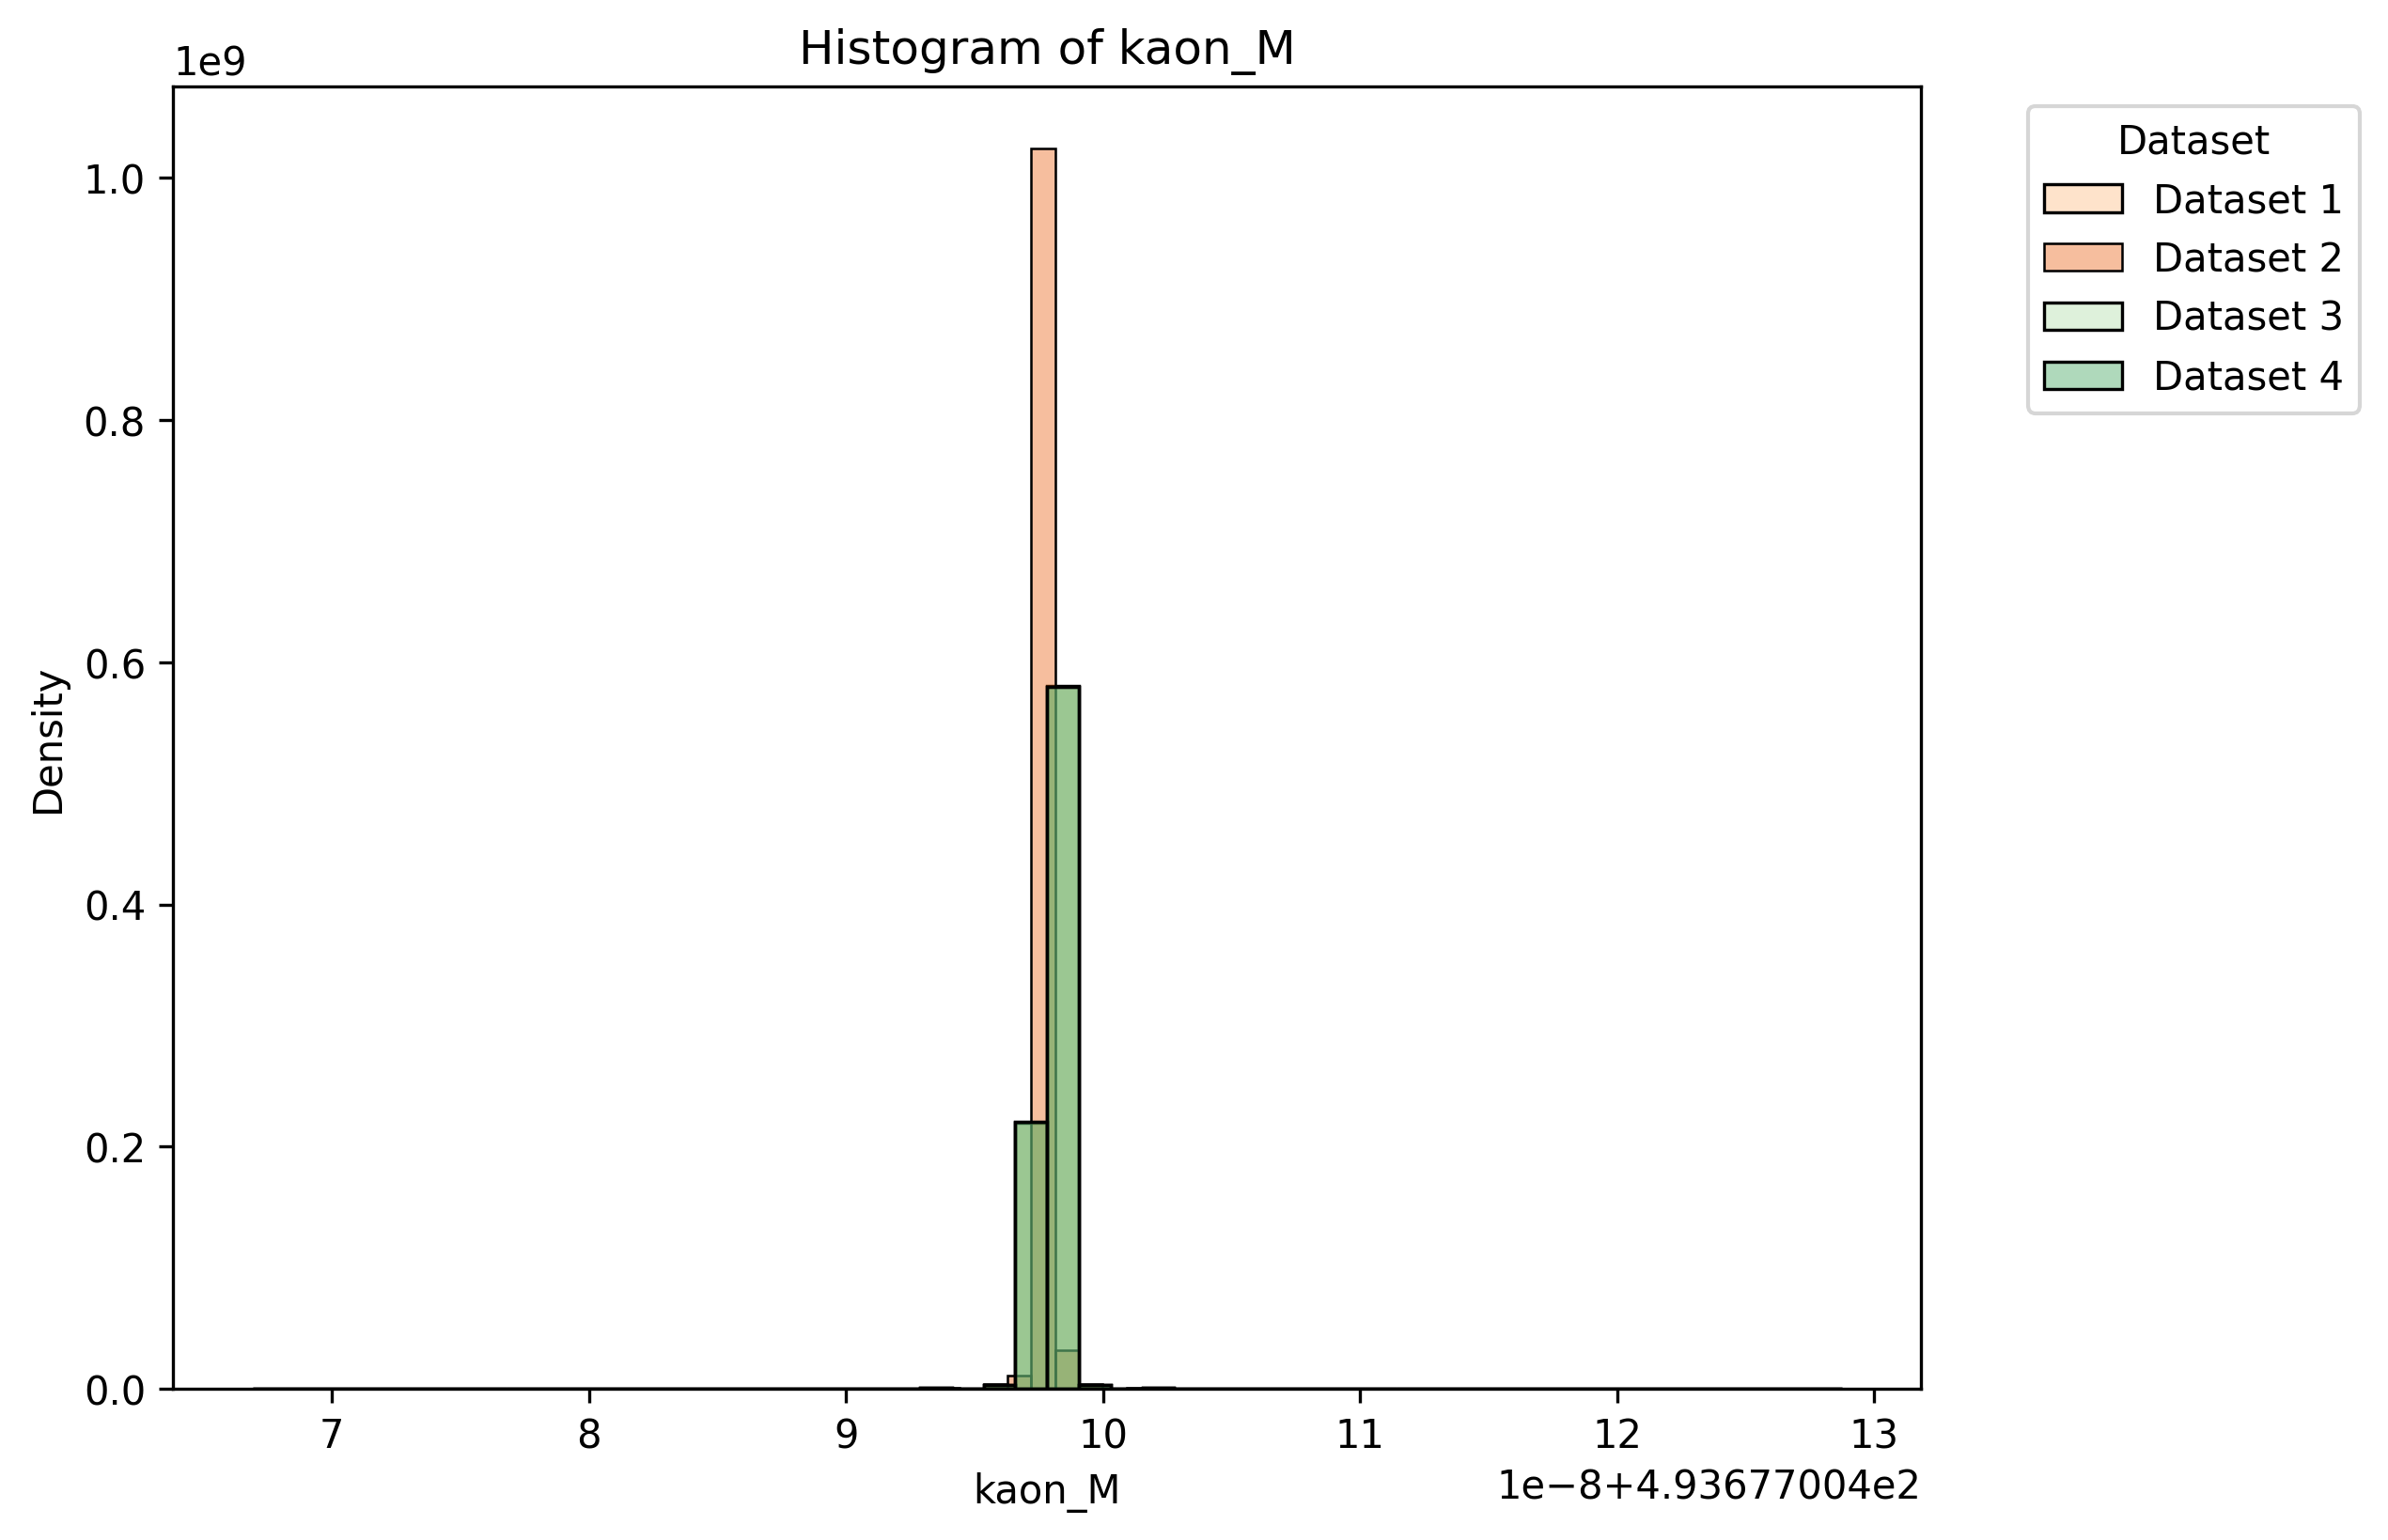 Histogram of kaon_M
1e9
1.0
0.8
0.6
0.4
0.2
0.0
Density
7 8 9 10 11 12 13
kaon_M
1e−8+4.93677004e2
Dataset
Dataset 1
Dataset 2
Dataset 3
Dataset 4